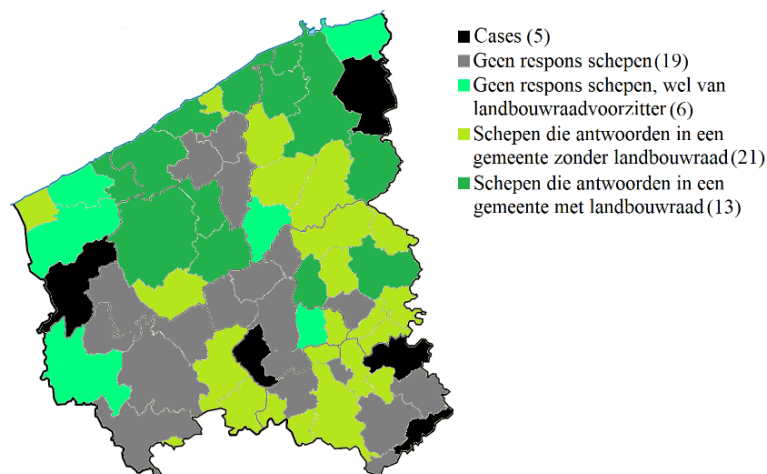 Cases (5)
Geen respons schepen (19)
Geen respons schepen, wel van
landbouwraadvoorzitter (6)
Schepen die antwoorden in een
gemeente zonder landbouwraad (21)
Schepen die antwoorden in een
gemeente met landbouwraad (13)